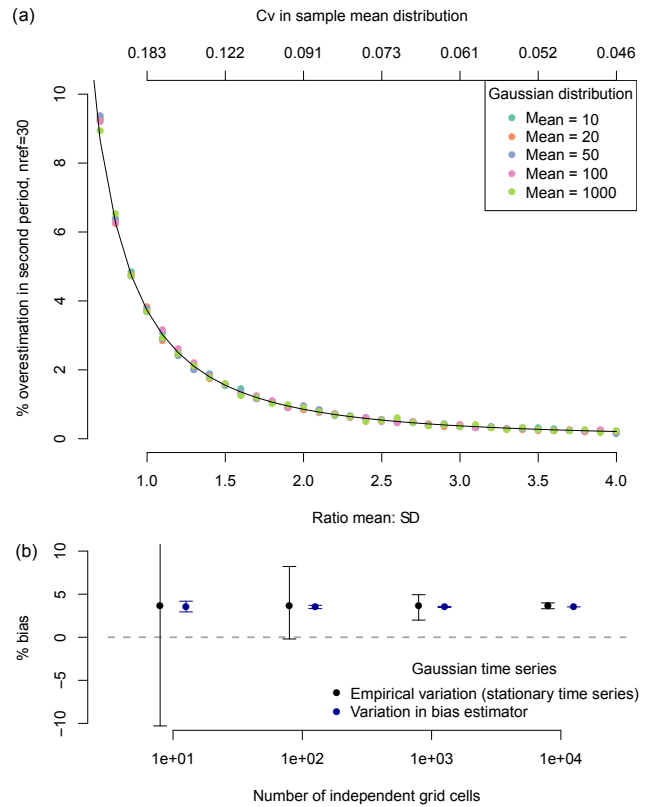 (a)
Cv in sample mean distribution
0.183 0.122 0.091 0.073 0.061 0.052 0.046
% overestimation in second period, nref=30
10
8
6
4
2
0
Gaussian distribution
Mean = 10
Mean = 20
Mean = 50
Mean = 100
Mean = 1000
1.0 1.5 2.0 2.5 3.0 3.5 4.0
Ratio mean: SD
(b)
% bias
10
5
0
−5
−10
Gaussian time series
Empirical variation (stationary time series)
Variation in bias estimator
1e+01 1e+02 1e+03 1e+04
Number of independent grid cells